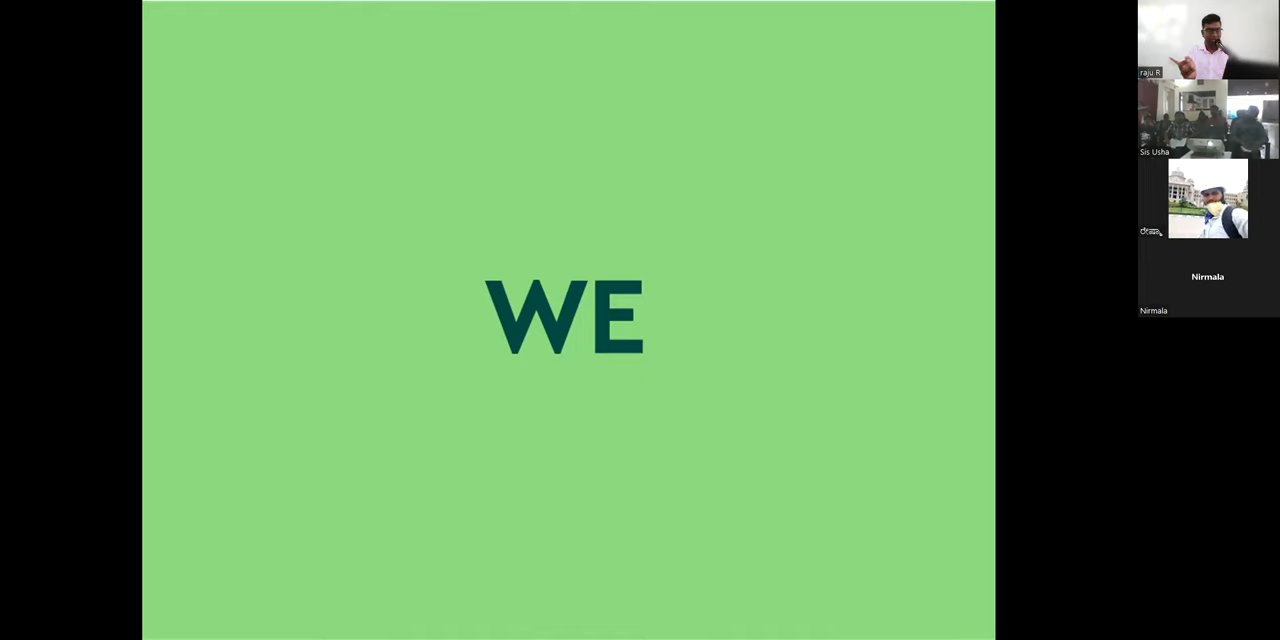 WE
raju R
Sis Usha
ರೇಷ್ಮಾ
Nirmala
Nirmala